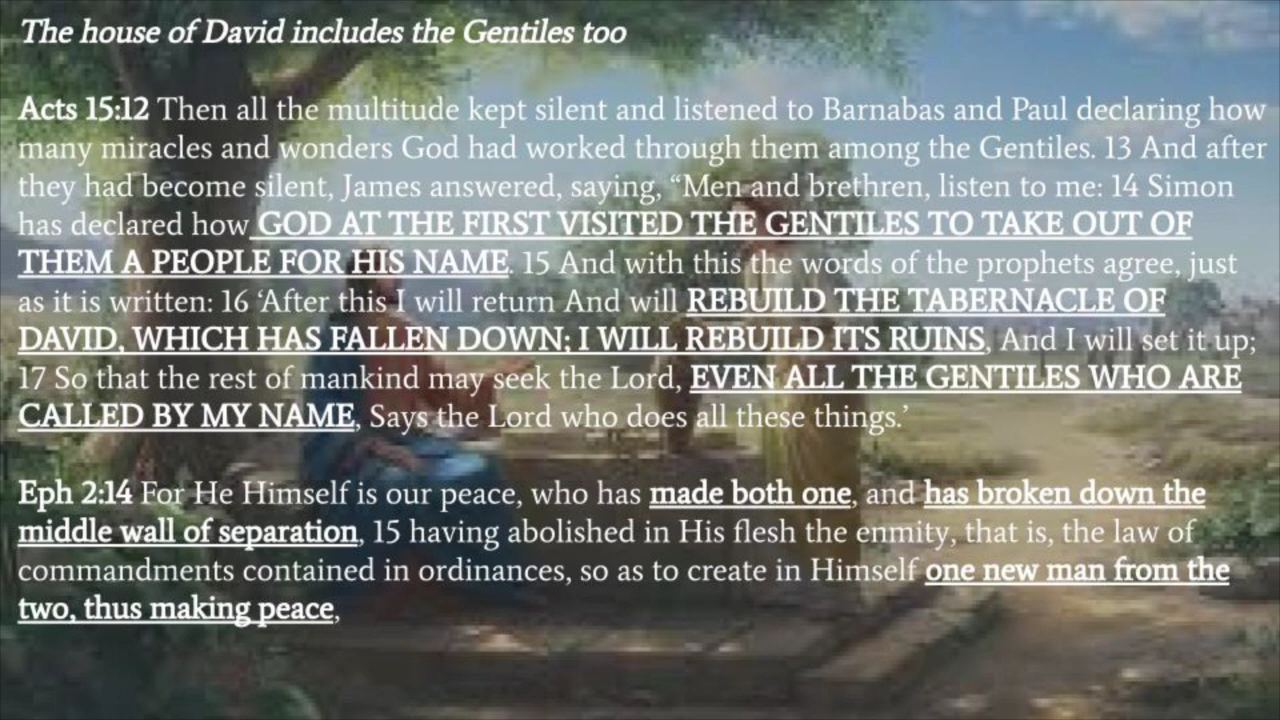 The house of David includes the Gentiles too
Acts 15:12 Then all the multitude kept silent and listened to Barnabas and Paul declaring how
many miracles and wonders God had worked through them among the Gentiles. 13 And after
they had become silent, James answered, saying, “Men and brethren, listen to me: 14 Simon
has declared how GOD AT THE FIRST VISITED THE GENTILES TO TAKE OUT OF
THEM A PEOPLE FOR HIS NAME. 15 And with this the words of the prophets agree, just
as it is written: 16 ‘After this I will return And will REBUILD THE TABERNACLE OF
DAVID, WHICH HAS FALLEN DOWN; I WILL REBUILD ITS RUINS, And I will set it up;
17 So that the rest of mankind may seek the Lord, EVEN ALL THE GENTILES WHO ARE
CALLED BY MY NAME, Says the Lord who does all these things.’
Eph 2:14 For He Himself is our peace, who has made both one, and has broken down the
middle wall of separation, 15 having abolished in His flesh the enmity, that is, the law of
commandments contained in ordinances, so as to create in Himself one new man from the
two, thus making peace,